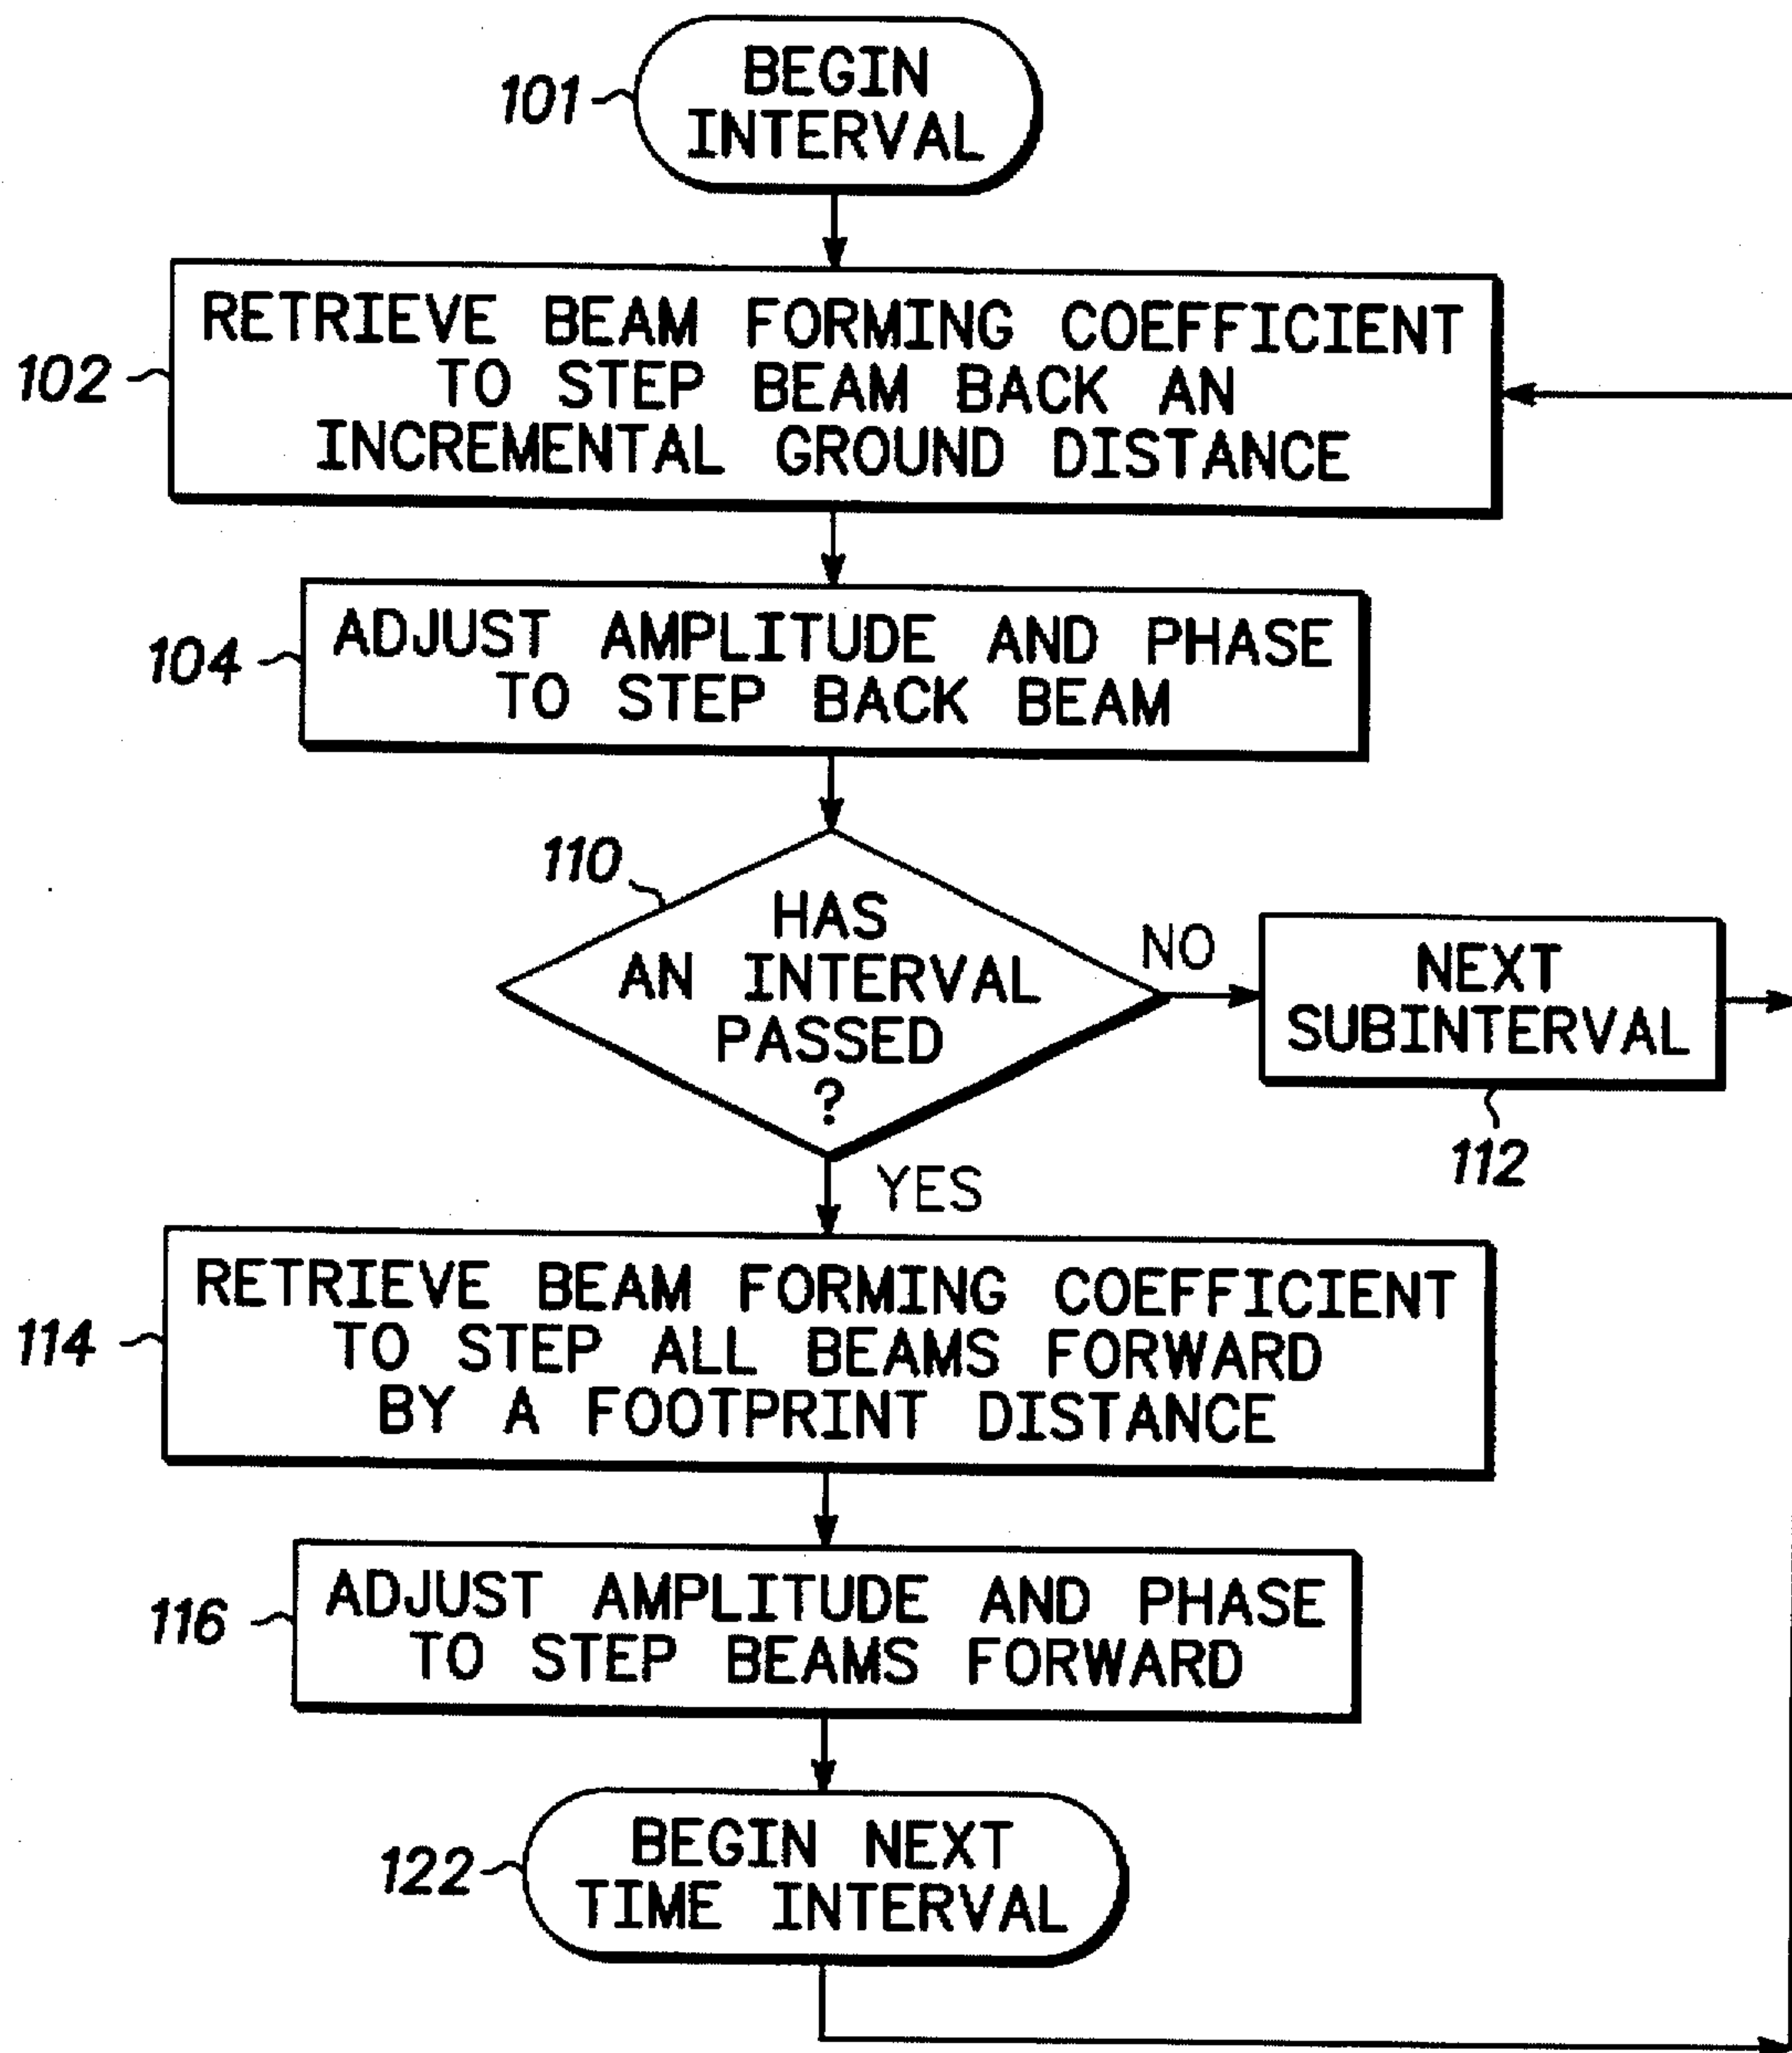 101
BEGIN
INTERVAL
102
RETRIEVE BEAM FORMING COEFFICIENT
TO STEP BEAM BACK AN
INCREMENTAL GROUND DISTANCE
104
ADJUST AMPLITUDE AND PHASE
TO STEP BACK BEAM
110
HAS
AN INTERVAL
PASSED
?
NO
NEXT
SUBINTERVAL
112
YES
114
RETRIEVE BEAM FORMING COEFFICIENT
TO STEP ALL BEAMS FORWARD
BY A FOOTPRINT DISTANCE
116
ADJUST AMPLITUDE AND PHASE
TO STEP BEAMS FORWARD
122
BEGIN NEXT
TIME INTERVAL